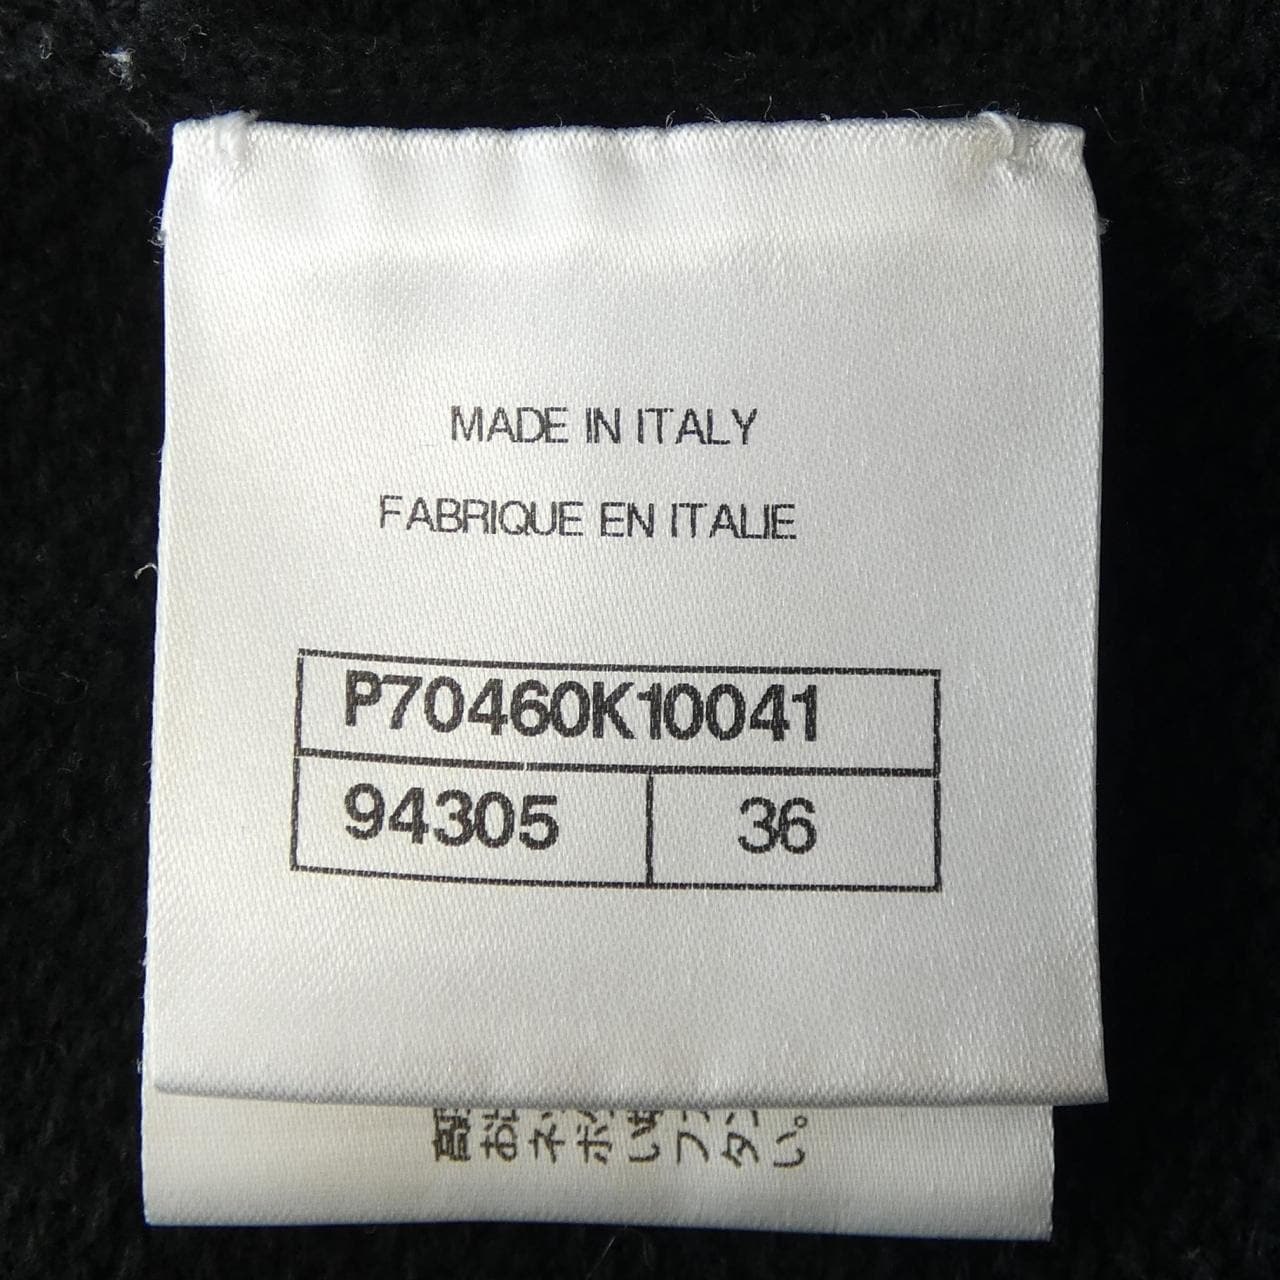 MADE IN ITALY
FABRIQUE EN ITALIE
P70460K10041
94305
36